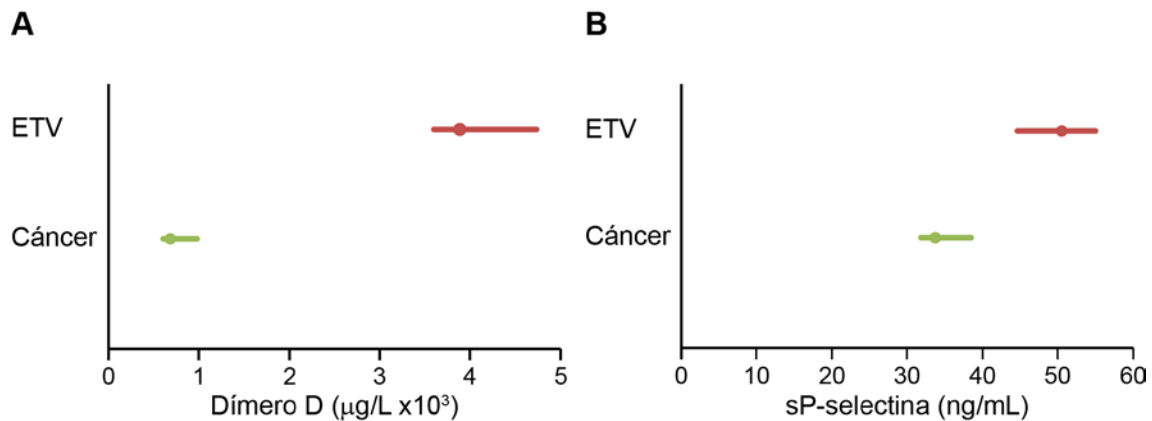 A
ETV
Cáncer
0 1 2 3 4 5
Dímero D (µg/L x10³)
B
ETV
Cáncer
0 10 20 30 40 50 60
sP-selectina (ng/mL)